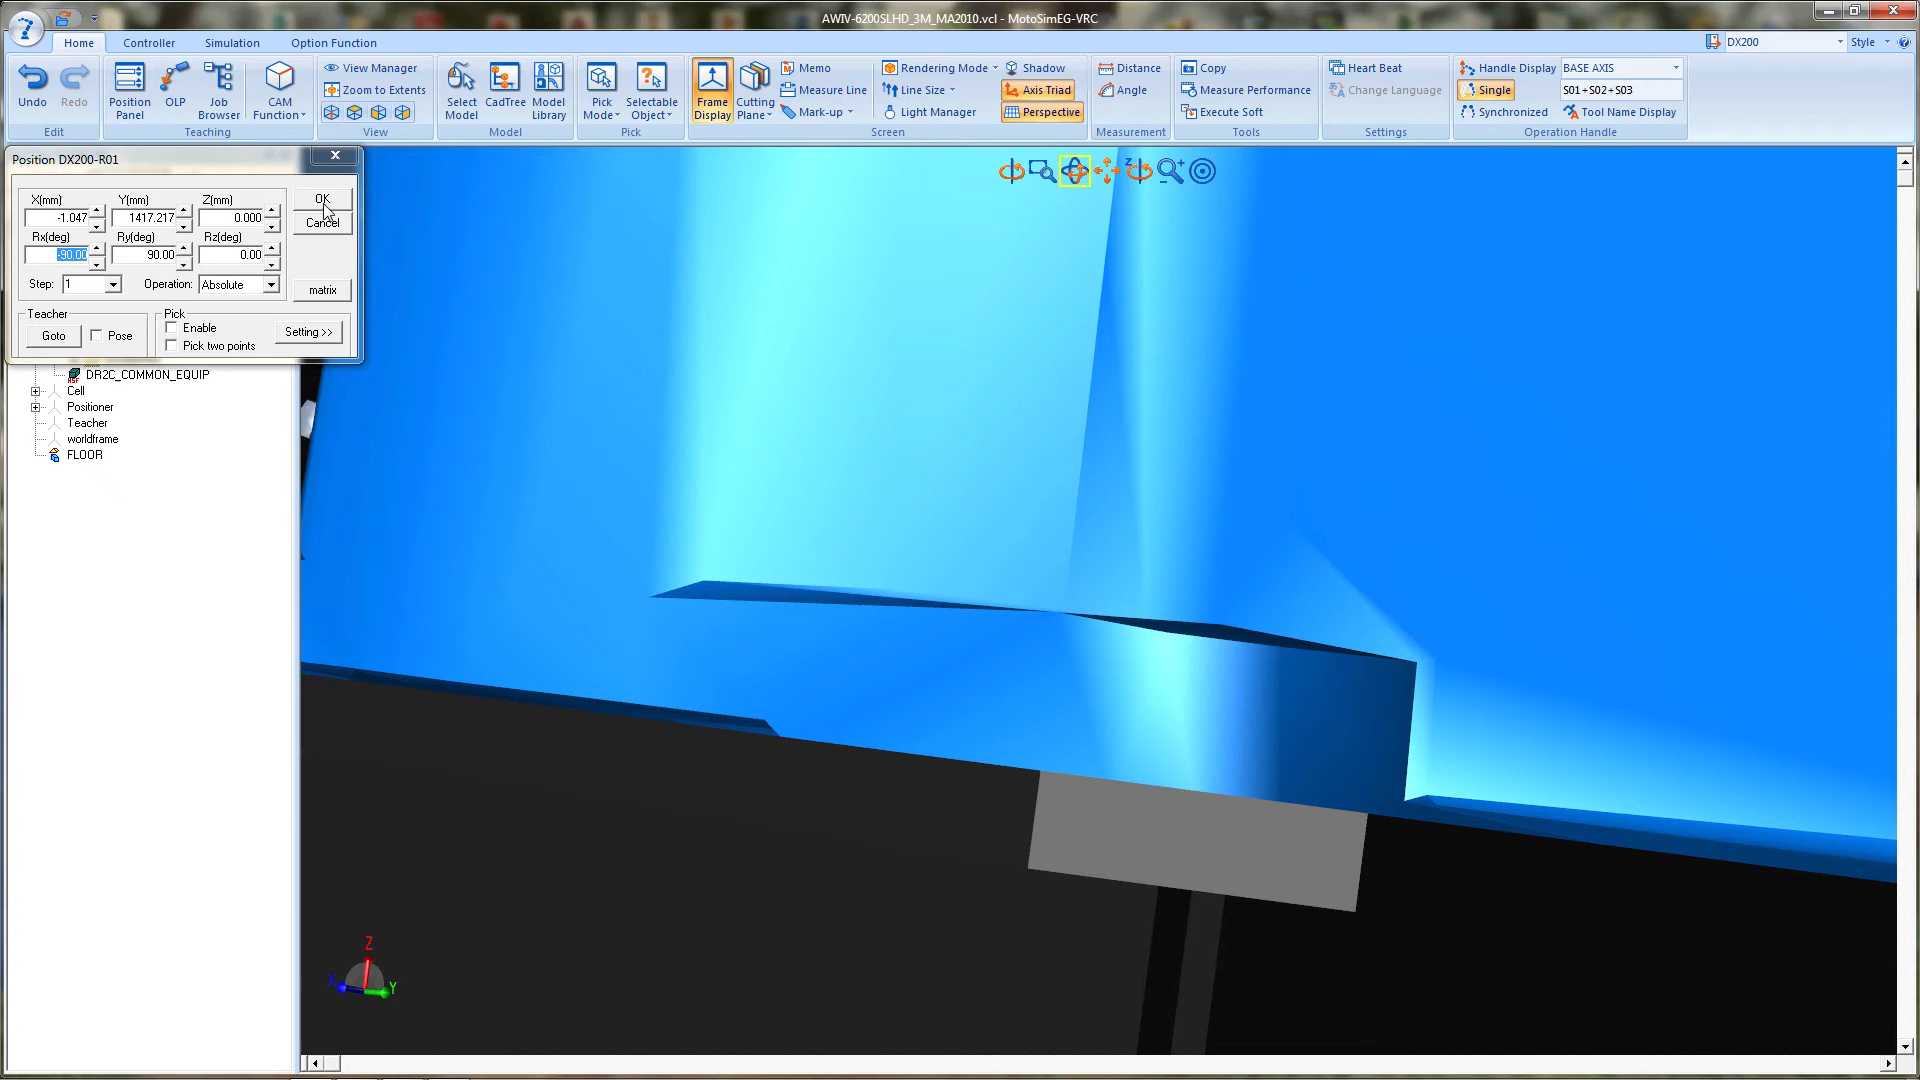 AWIV-6200SLHD_3M_MA2010.vcl - MotoSimEG-VRC
Home Controller Simulation Option Function DX200 Style
Undo Redo Position Panel OLP Job Browser CAM Function
View Manager
Zoom to Extents
Select Model CadTree Model Library
Pick Mode Selectable Object
Frame Display Cutting Plane
Memo
Measure Line
Mark-up
Rendering Mode
Line Size
Light Manager
Shadow
Axis Triad
Perspective
Distance
Angle
Copy
Measure Performance
Execute Soft
Heart Beat
Change Language
Handle Display BASE AXIS
Single S01+S02+S03
Synchronized Tool Name Display
Edit Teaching View Model Pick Screen Measurement Tools Settings Operation Handle
Position DX200-R01
X(mm) Y(mm) Z(mm)
-1.047 1417.217 0.000
Rx(deg) Ry(deg) Rz(deg)
-90.00 90.00 0.00
Step: 1 Operation: Absolute
OK
Cancel
matrix
Teacher
Goto Pose
Pick
Enable
Pick two points
Setting >>
DR2C_COMMON_EQUIP
Cell
Positioner
Teacher
worldframe
FLOOR
z
Z
X
Y